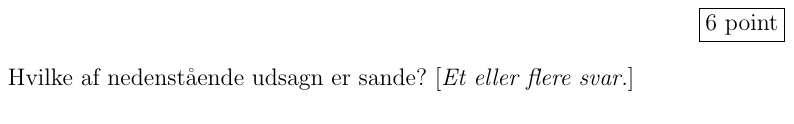 6 point
Hvilke af nedenstående udsagn er sande? [Et eller flere svar.]